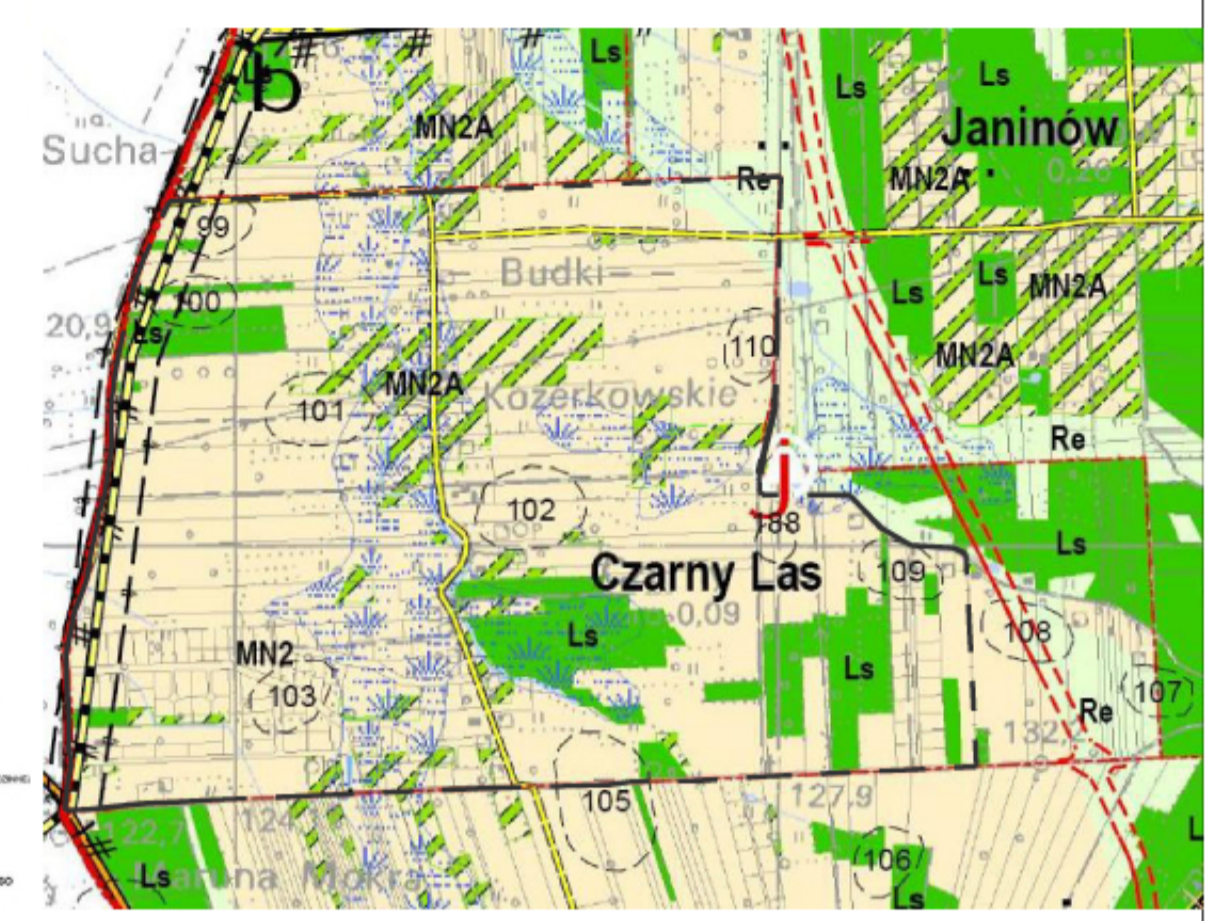 b
Ls
Ls
Ls
Ls
MN2A
Janinów
Sucha
Re
MN2A
0,26
99
Budki
Ls
Ls
MN2A
100
20,9
Ls
110
MN2A
MN2A
Kozerkowskie
101
Re
102
188
Ls
Czarny Las
109
0,09
108
Ls
MN2
Ls
103
107
Re
132,
105
127,9
122,7
124,
106
Ls
Mokra
Ls
L